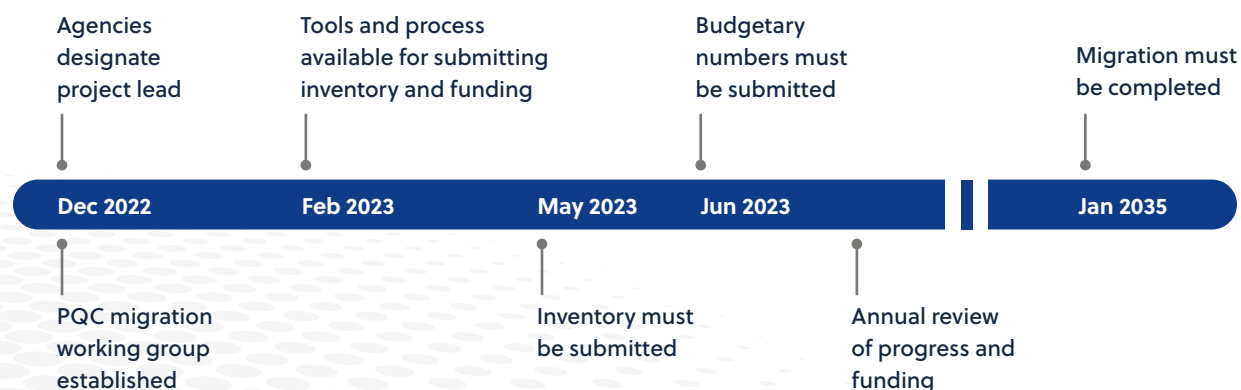 Agencies
designate
project lead
Tools and process
available for submitting
inventory and funding
Budgetary
numbers must
be submitted
Migration must
be completed
Dec 2022
Feb 2023
May 2023
Jun 2023
Jan 2035
PQC migration
working group
established
Inventory must
be submitted
Annual review
of progress and
funding